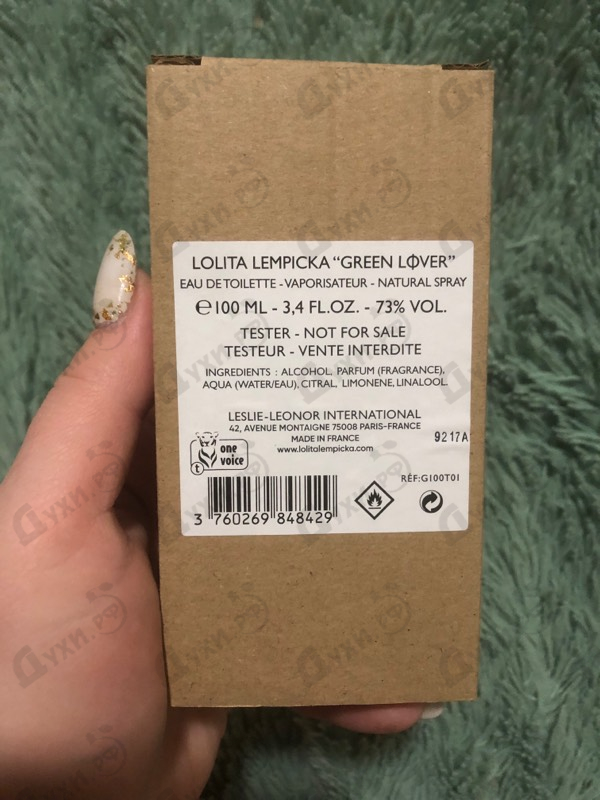 LOLITA LEMPICKA “GREEN LØVER”
EAU DE TOILETTE - VAPORISATEUR - NATURAL SPRAY
℮100 ML - 3,4 FL.OZ. - 73% VOL.
TESTER - NOT FOR SALE
TESTEUR - VENTE INTERDITE
INGREDIENTS : ALCOHOL, PARFUM (FRAGRANCE),
AQUA (WATER/EAU), CITRAL, LIMONENE, LINALOOL.
LESLIE-LEONOR INTERNATIONAL
42, AVENUE MONTAIGNE 75008 PARIS-FRANCE
MADE IN FRANCE
www.lolitalempicka.com
9217A
one
voice
t
RÉF:G100T01
3 760269 848429
Духи.рф